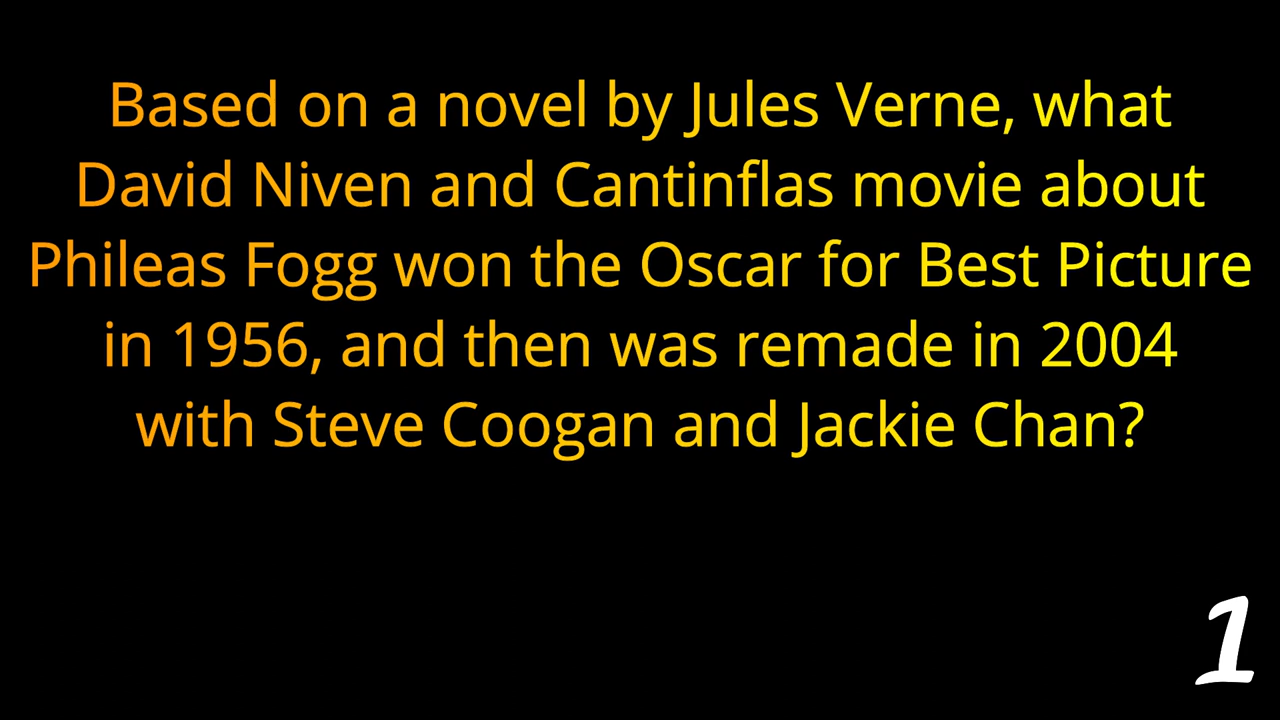 Based on a novel by Jules Verne, what
David Niven and Cantinflas movie about
Phileas Fogg won the Oscar for Best Picture
in 1956, and then was remade in 2004
with Steve Coogan and Jackie Chan?
1